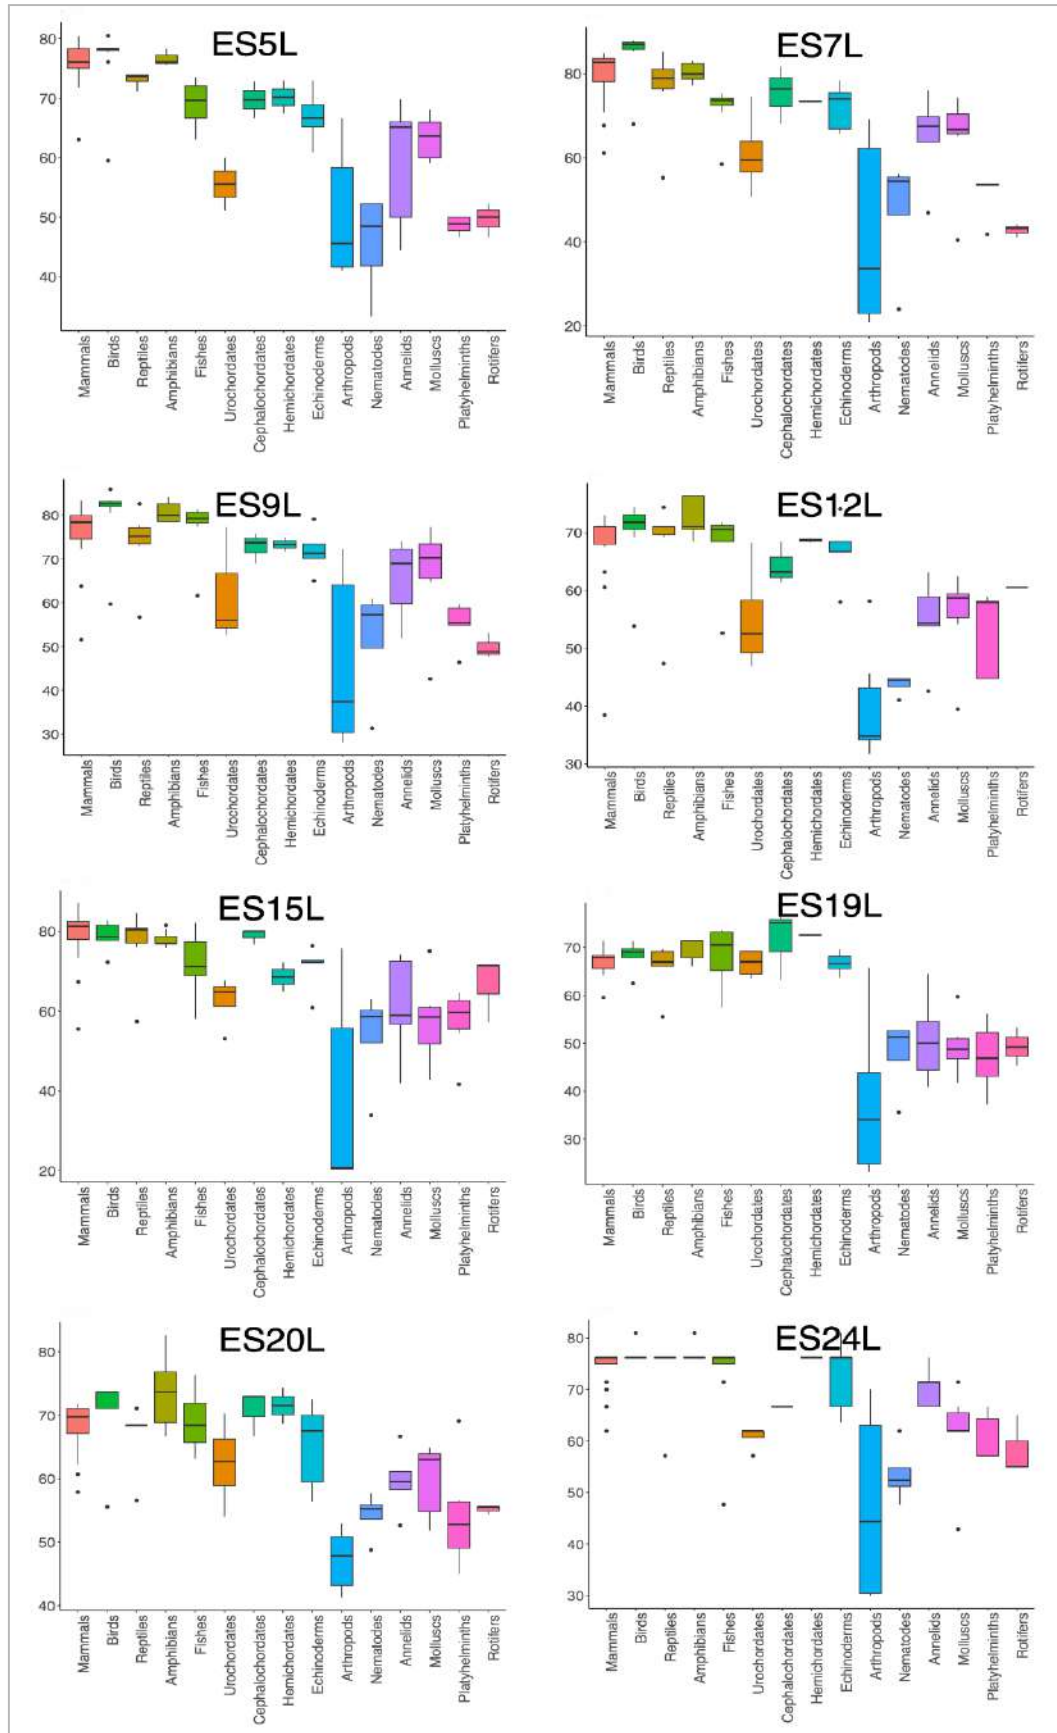 ES5L
80
70
60
50
40
Mammals
Birds
Reptiles
Amphibians
Fishes
Urochordates
Cephalochordates
Hemichordates
Echinoderms
Arthropods
Nematodes
Annelids
Molluscs
Platyhelminths
Rotifers
ES7L
80
60
40
20
Mammals
Birds
Reptiles
Amphibians
Fishes
Urochordates
Cephalochordates
Hemichordates
Echinoderms
Arthropods
Nematodes
Annelids
Molluscs
Platyhelminths
Rotifers
ES9L
80
70
60
50
40
30
Mammals
Birds
Reptiles
Amphibians
Fishes
Urochordates
Cephalochordates
Hemichordates
Echinoderms
Arthropods
Nematodes
Annelids
Molluscs
Platyhelminths
Rotifers
ES12L
70
60
50
40
30
Mammals
Birds
Reptiles
Amphibians
Fishes
Urochordates
Cephalochordates
Hemichordates
Echinoderms
Arthropods
Nematodes
Annelids
Molluscs
Platyhelminths
Rotifers
ES15L
80
60
40
20
Mammals
Birds
Reptiles
Amphibians
Fishes
Urochordates
Cephalochordates
Hemichordates
Echinoderms
Arthropods
Nematodes
Annelids
Molluscs
Platyhelminths
Rotifers
ES19L
70
60
50
40
30
Mammals
Birds
Reptiles
Amphibians
Fishes
Urochordates
Cephalochordates
Hemichordates
Echinoderms
Arthropods
Nematodes
Annelids
Molluscs
Platyhelminths
Rotifers
ES20L
80
70
60
50
40
Mammals
Birds
Reptiles
Amphibians
Fishes
Urochordates
Cephalochordates
Hemichordates
Echinoderms
Arthropods
Nematodes
Annelids
Molluscs
Platyhelminths
Rotifers
ES24L
80
70
60
50
40
30
Mammals
Birds
Reptiles
Amphibians
Fishes
Urochordates
Cephalochordates
Hemichordates
Echinoderms
Arthropods
Nematodes
Annelids
Molluscs
Platyhelminths
Rotifers